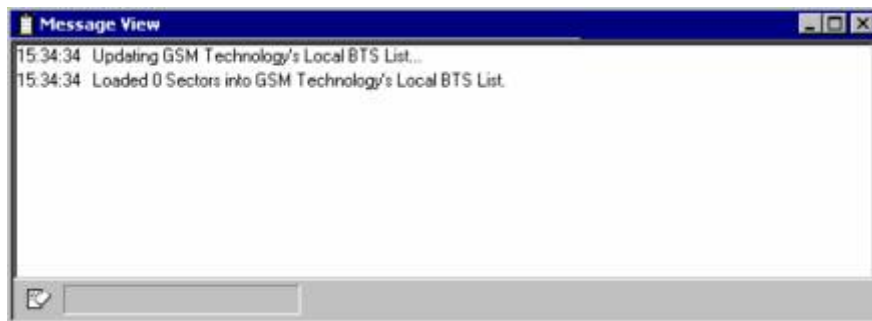 Message View
15:34:34 Updating GSM Technology's Local BTS List...
15:34:34 Loaded 0 Sectors into GSM Technology's Local BTS List.